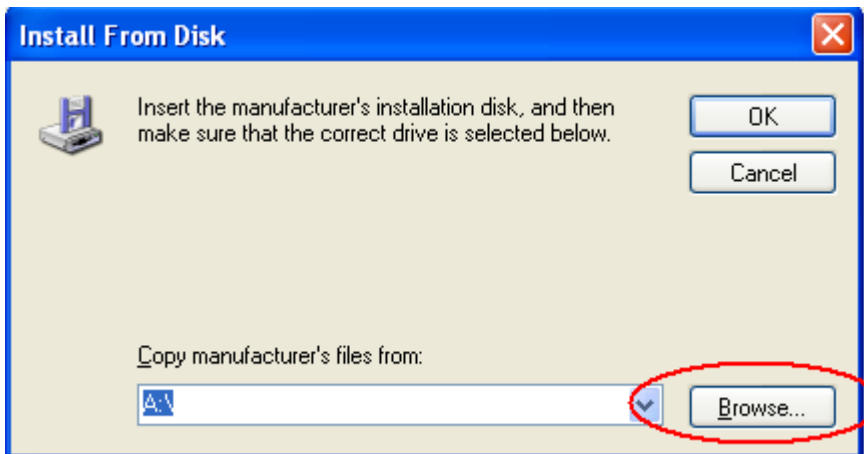 Install From Disk
Insert the manufacturer's installation disk, and then
make sure that the correct drive is selected below.
OK
Cancel
Copy manufacturer's files from:
A:\
Browse...